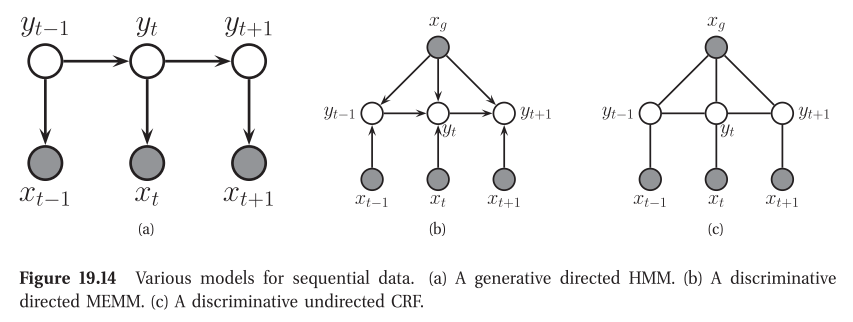 y_{t-1} y_t y_{t+1}
x_{t-1} x_t x_{t+1}
(a)
x_g
y_{t-1} y_t y_{t+1}
x_{t-1} x_t x_{t+1}
(b)
x_g
y_{t-1} y_t y_{t+1}
x_{t-1} x_t x_{t+1}
(c)
Figure 19.14 Various models for sequential data. (a) A generative directed HMM. (b) A discriminative
directed MEMM. (c) A discriminative undirected CRF.